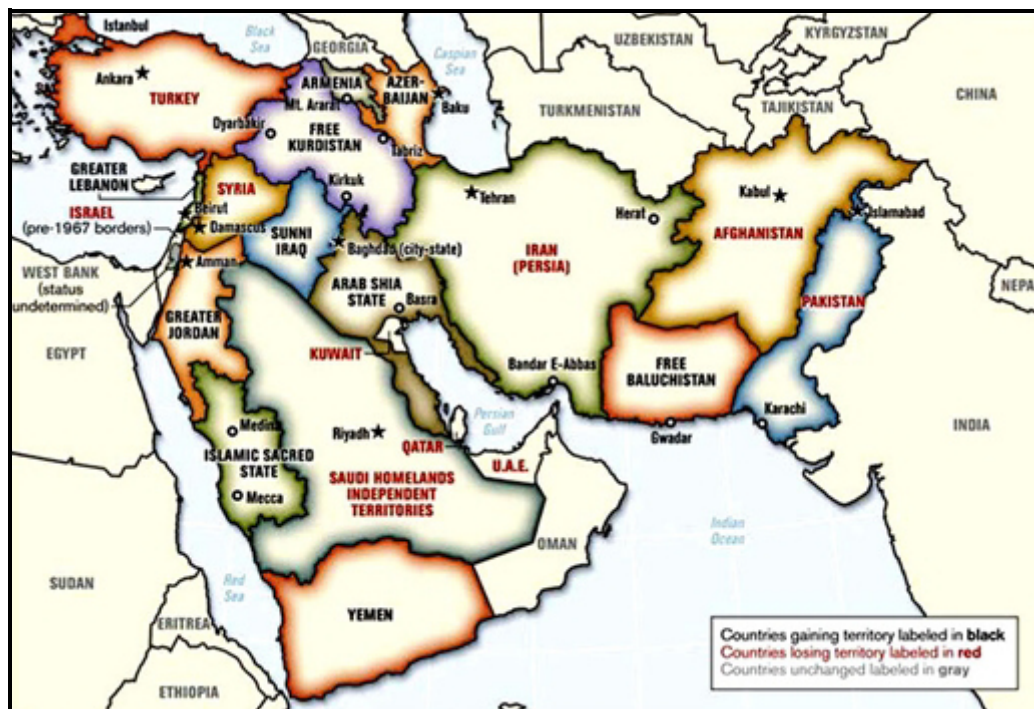 Istanbul
Black
Sea
GEORGIA
Caspian
Sea
UZBEKISTAN
KYRGYZSTAN
Ankara
TURKEY
ARMENIA
Mt. Ararat
AZER-
BAIJAN
Baku
TURKMENISTAN
TAJIKISTAN
CHINA
Dyarbakir
FREE
KURDISTAN
Tabriz
GREATER
LEBANON
SYRIA
Kirkuk
Tehran
Herat
Kabul
Islamabad
ISRAEL
(pre-1967 borders)
Beirut
Damascus
SUNNI
IRAQ
Baghdad (city-state)
IRAN
(PERSIA)
AFGHANISTAN
WEST BANK
(status
undetermined)
Amman
ARAB SHIA
STATE
Basra
PAKISTAN
NEPA
GREATER
JORDAN
EGYPT
KUWAIT
Bandar E-Abbas
FREE
BALUCHISTAN
Persian
Gulf
Karachi
Gwadar
INDIA
Medina
Riyadh
QATAR
ISLAMIC SACRED
STATE
Mecca
U.A.E.
SAUDI HOMELANDS
INDEPENDENT
TERRITORIES
Indian
Ocean
OMAN
SUDAN
Red
Sea
YEMEN
ERITREA
ETHIOPIA
Countries gaining territory labeled in black
Countries losing territory labeled in red
Countries unchanged labeled in gray